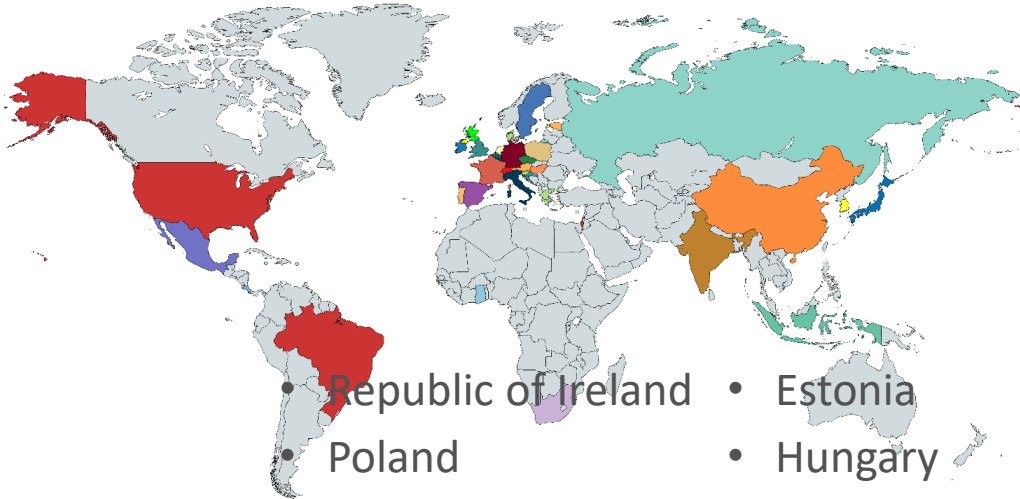 • Republic of Ireland
• Poland
• Estonia
• Hungary